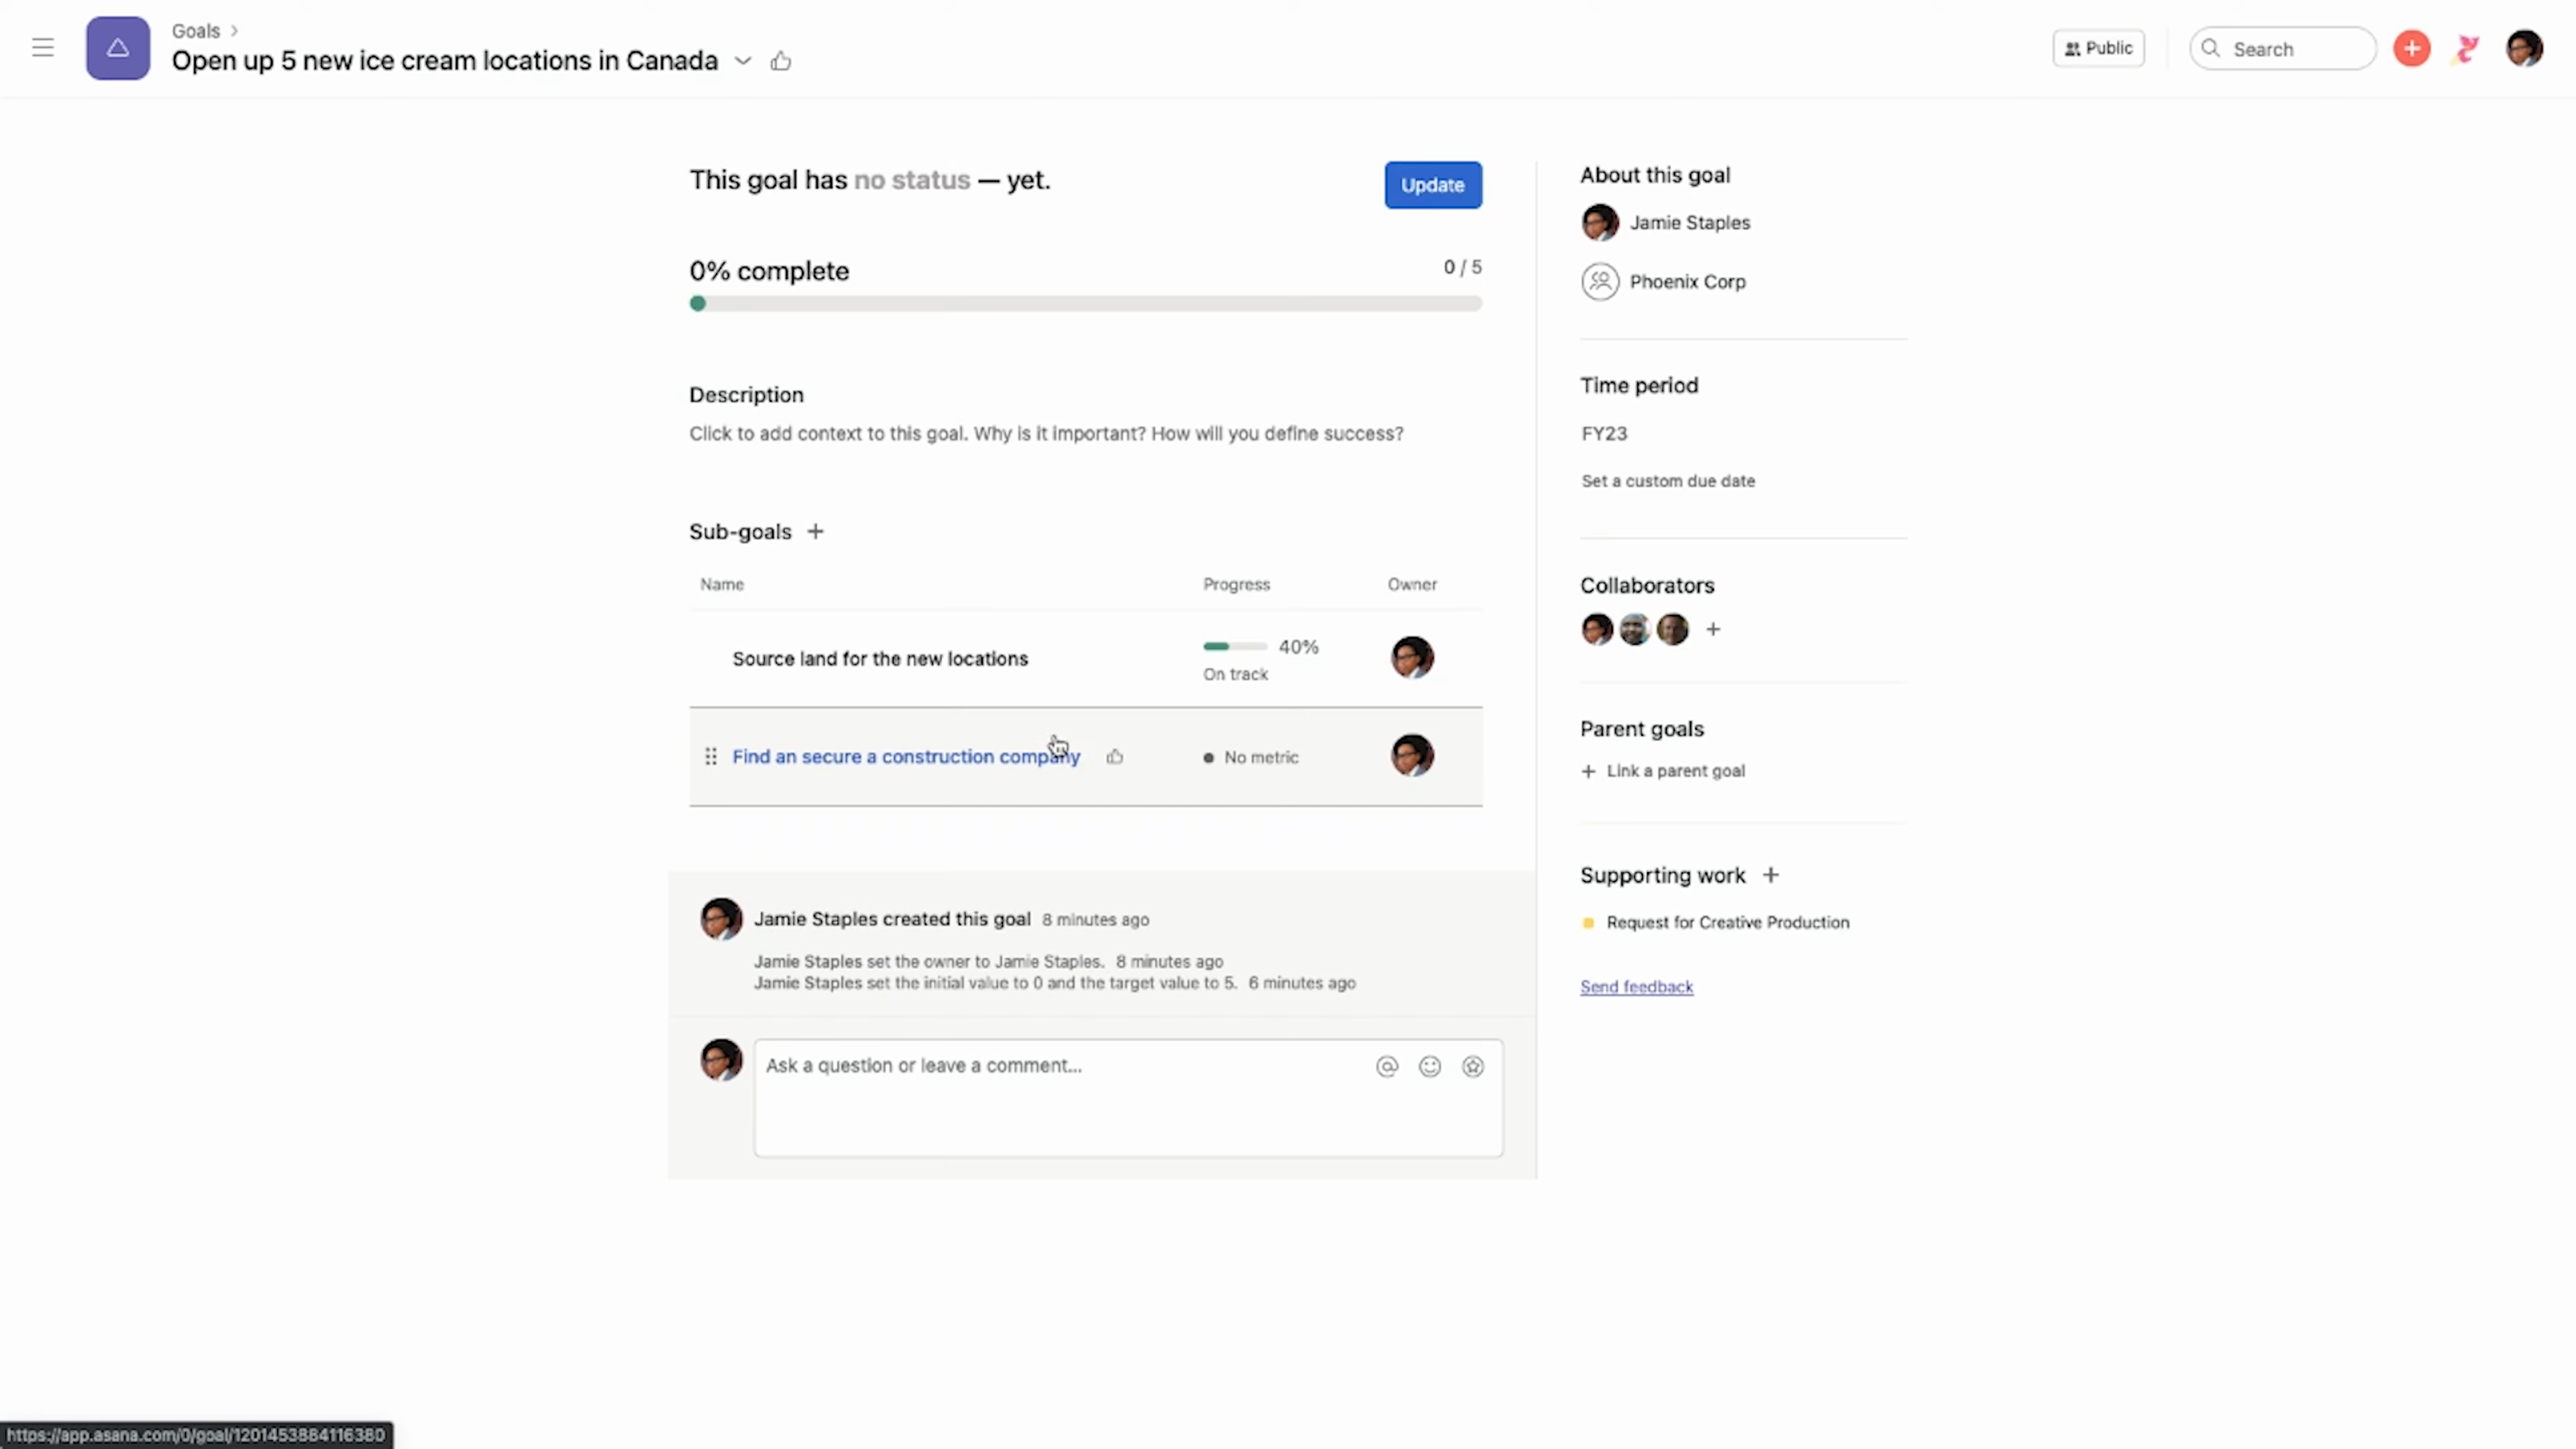 Goals
Open up 5 new ice cream locations in Canada
Public
Search
This goal has no status — yet.
Update
0% complete
0 / 5
Description
Click to add context to this goal. Why is it important? How will you define success?
Sub-goals
Name
Progress
Owner
Source land for the new locations
40%
On track
Find an secure a construction company
No metric
Jamie Staples created this goal 8 minutes ago
Jamie Staples set the owner to Jamie Staples. 8 minutes ago
Jamie Staples set the initial value to 0 and the target value to 5. 6 minutes ago
Ask a question or leave a comment...
About this goal
Jamie Staples
Phoenix Corp
Time period
FY23
Set a custom due date
Collaborators
Parent goals
+ Link a parent goal
Supporting work +
Request for Creative Production
Send feedback
https://app.asana.com/0/goal/1201453884116380